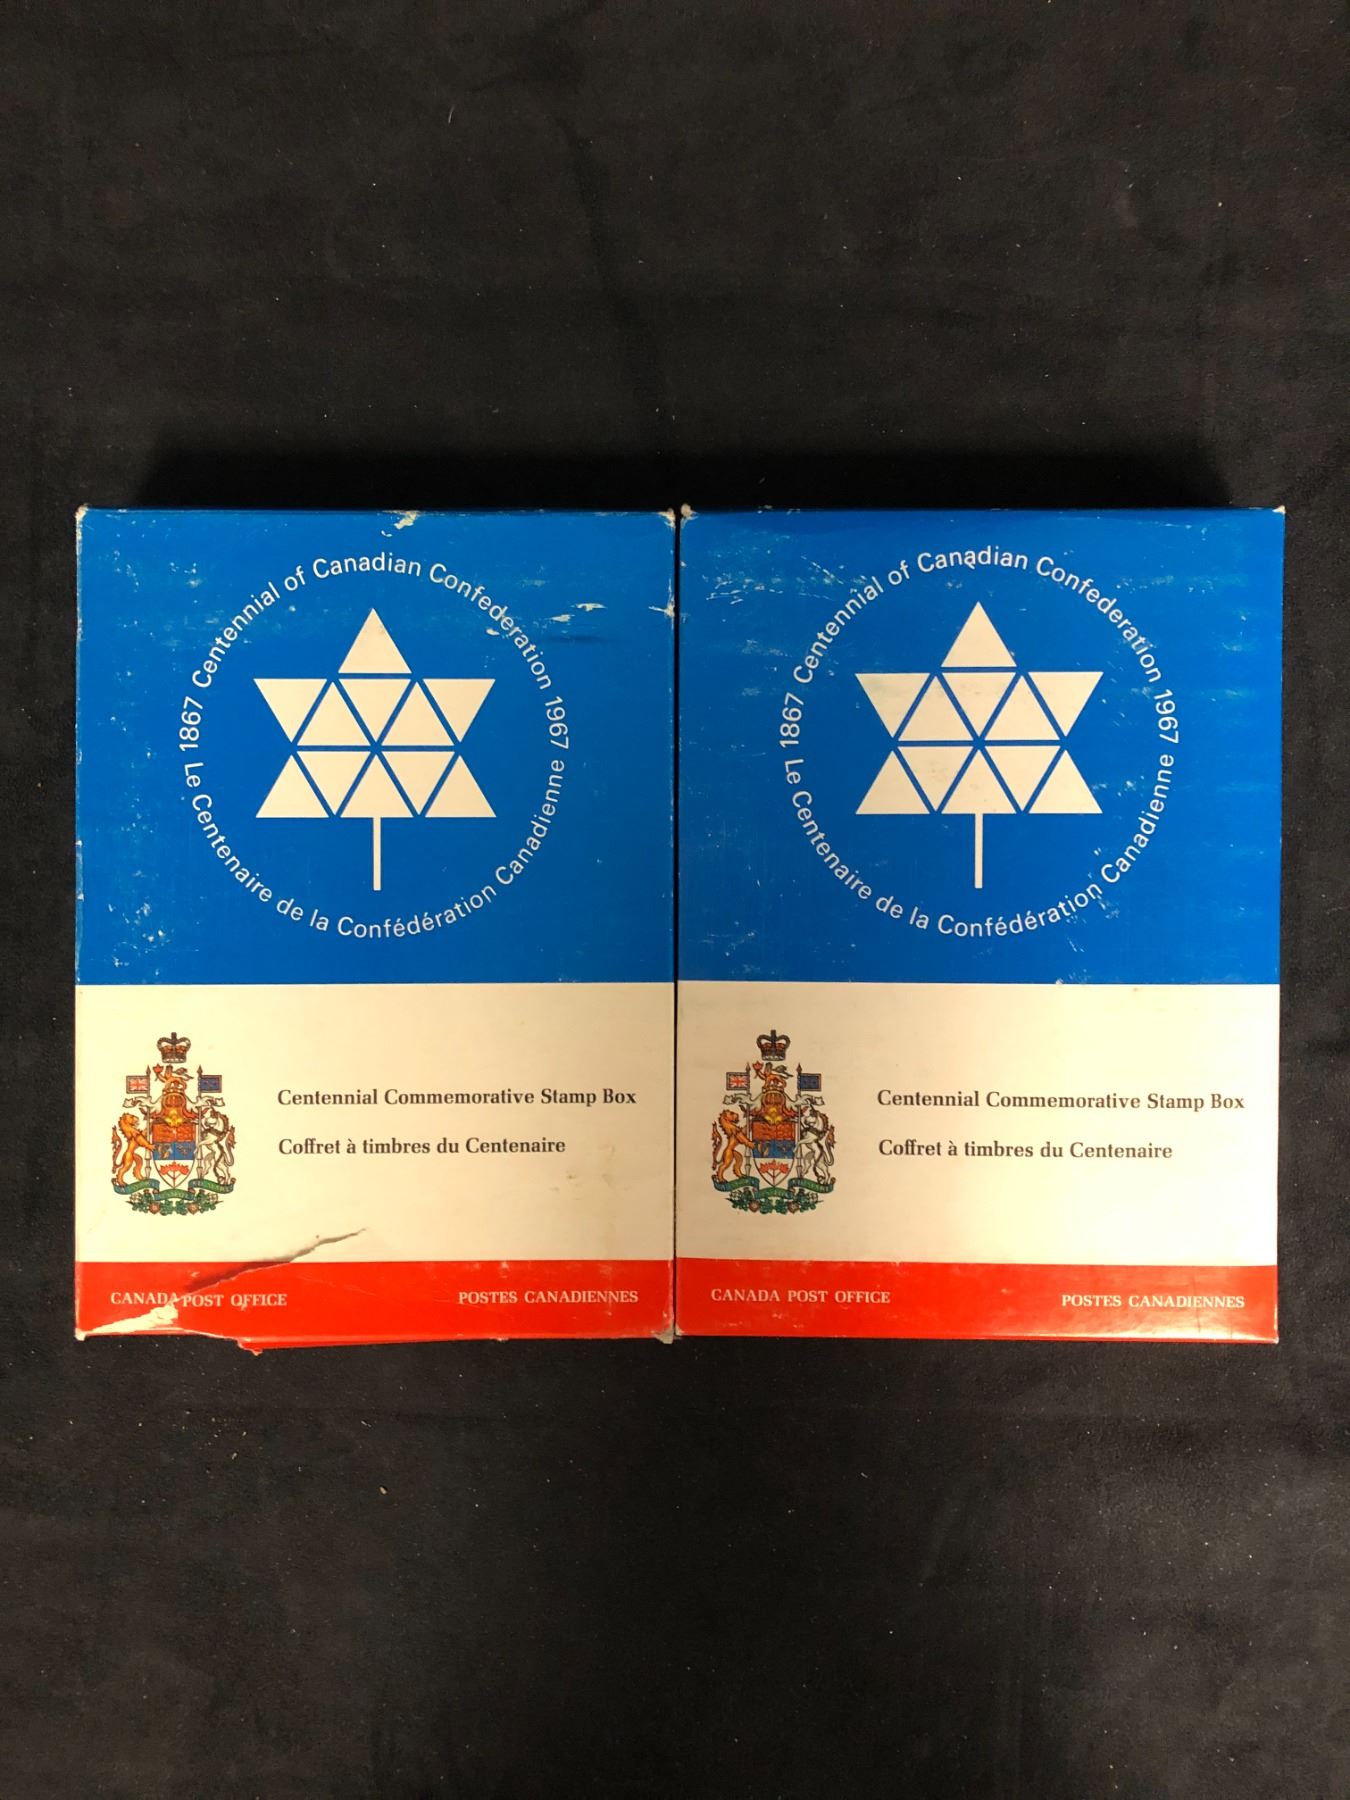 1867 Centennial of Canadian Confederation 1967
Le Centenaire de la Confédération Canadienne
Centennial Commemorative Stamp Box
Coffret à timbres du Centenaire
CANADA POST OFFICE
POSTES CANADIENNES
1867 Centennial of Canadian Confederation 1967
Le Centenaire de la Confédération Canadienne
Centennial Commemorative Stamp Box
Coffret à timbres du Centenaire
CANADA POST OFFICE
POSTES CANADIENNES